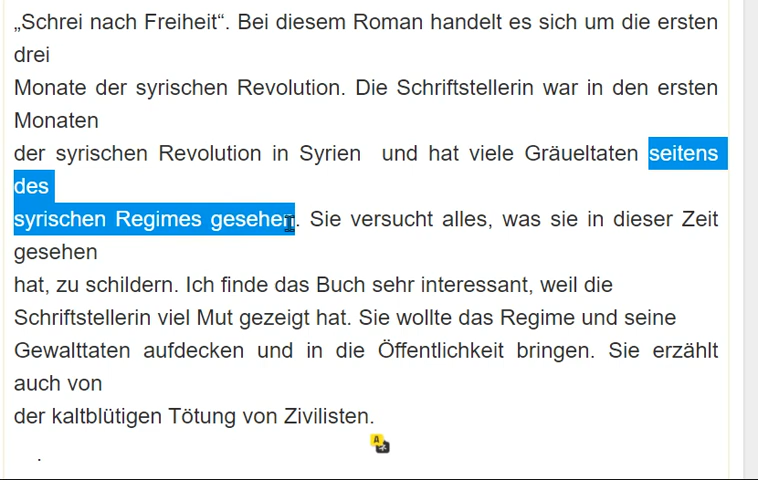 „Schrei nach Freiheit“. Bei diesem Roman handelt es sich um die ersten
drei
Monate der syrischen Revolution. Die Schriftstellerin war in den ersten
Monaten
der syrischen Revolution in Syrien  und hat viele Gräueltaten seitens
des
syrischen Regimes gesehen. Sie versucht alles, was sie in dieser Zeit
gesehen
hat, zu schildern. Ich finde das Buch sehr interessant, weil die
Schriftstellerin viel Mut gezeigt hat. Sie wollte das Regime und seine
Gewalttaten aufdecken und in die Öffentlichkeit bringen. Sie erzählt
auch von
der kaltblütigen Tötung von Zivilisten.
A
.